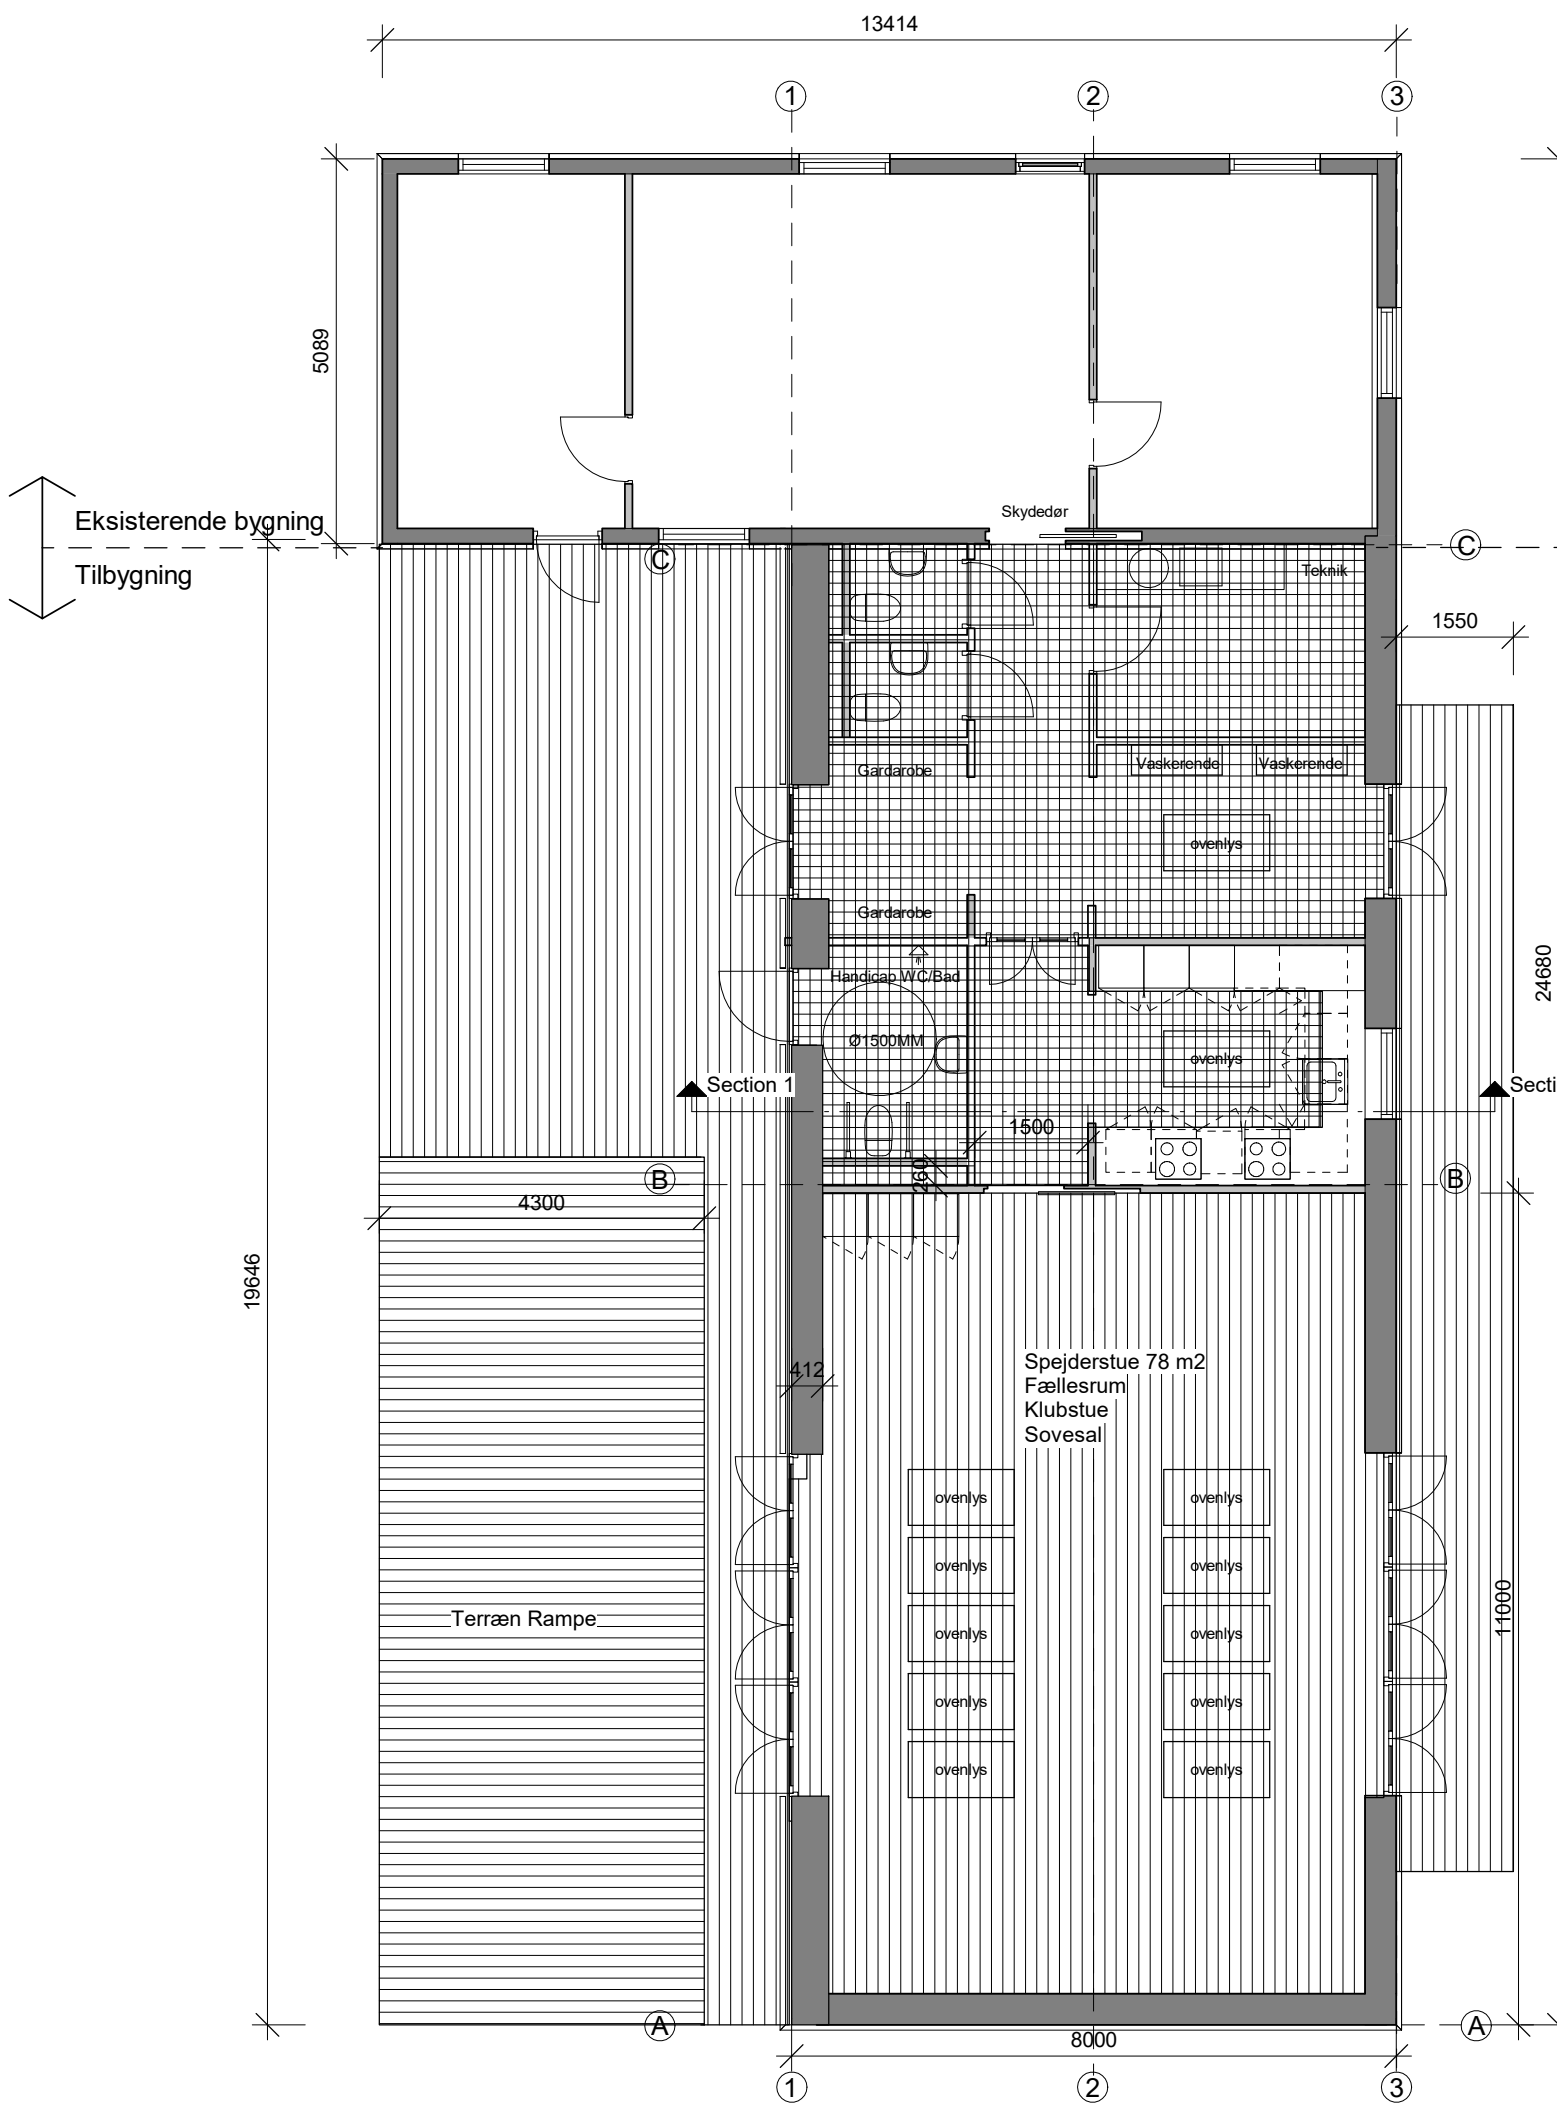 13414
1
2
3
5089
Skydedør
Eksisterende bygning
Tilbygning
C
C
Teknik
1550
Gardarobe
Vaskerende
Vaskerende
ovenlys
Gardarobe
Handicap WC/Bad
24680
Ø1500MM
ovenlys
Section 1
Secti
1500
260
B
B
4300
19646
412
Spejderstue 78 m2
Fællesrum
Klubstue
Sovesal
ovenlys
ovenlys
ovenlys
ovenlys
11000
Terræn Rampe
ovenlys
ovenlys
ovenlys
ovenlys
ovenlys
ovenlys
A
A
8000
1
2
3